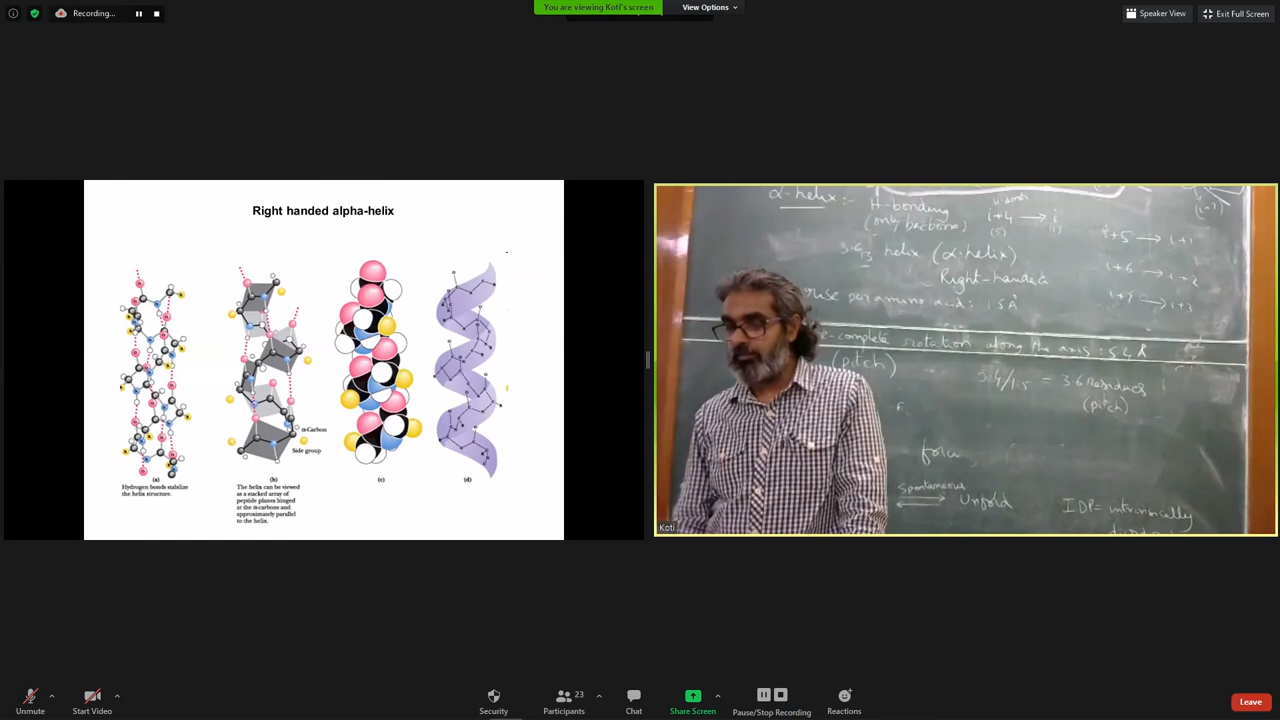 Recording...
You are viewing Koti's screen
View Options
Speaker View
Exit Full Screen
Right handed alpha-helix
α-Carbon
Side group
(a)
Hydrogen bonds stabilize
the helix structure.
(b)
The helix can be viewed
as a stacked array of
peptide planes hinged
at the α-carbons and
approximately parallel
to the helix.
(c)
(d)
α-helix :-
H-bonding
(only backbone)
i+4 → i
(5) (1)
i+5 → i+1
i+6 → i+2
i+7 → i+3
3.6₁₃ helix (α-helix)
Right-handed
rise per amino acid: 1.5 Å
complete rotation along the axis: 5.4 Å
(pitch)
5.4/1.5 = 3.6 residues
(pitch)
spontaneous
Unfold
IDP = intrinsically
Koti
Unmute
Start Video
Security
Participants
23
Chat
Share Screen
Pause/Stop Recording
Reactions
Leave